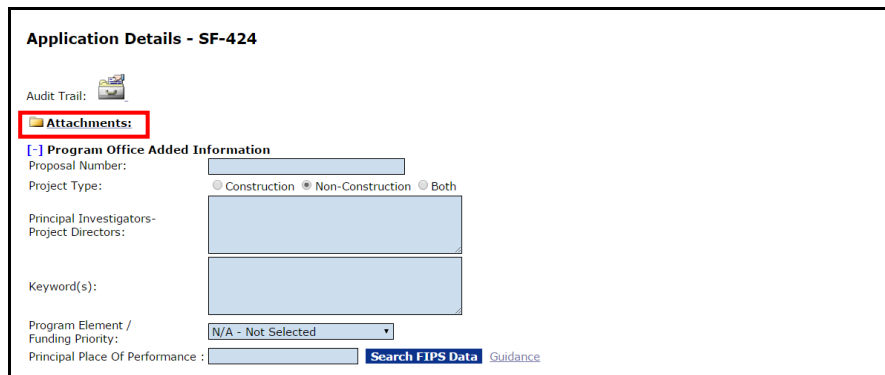 Application Details - SF-424
Audit Trail:
Attachments:
[-] Program Office Added Information
Proposal Number:
Project Type: Construction Non-Construction Both
Principal Investigators-
Project Directors:
Keyword(s):
Program Element /
Funding Priority: N/A - Not Selected
Principal Place Of Performance : Search FIPS Data Guidance